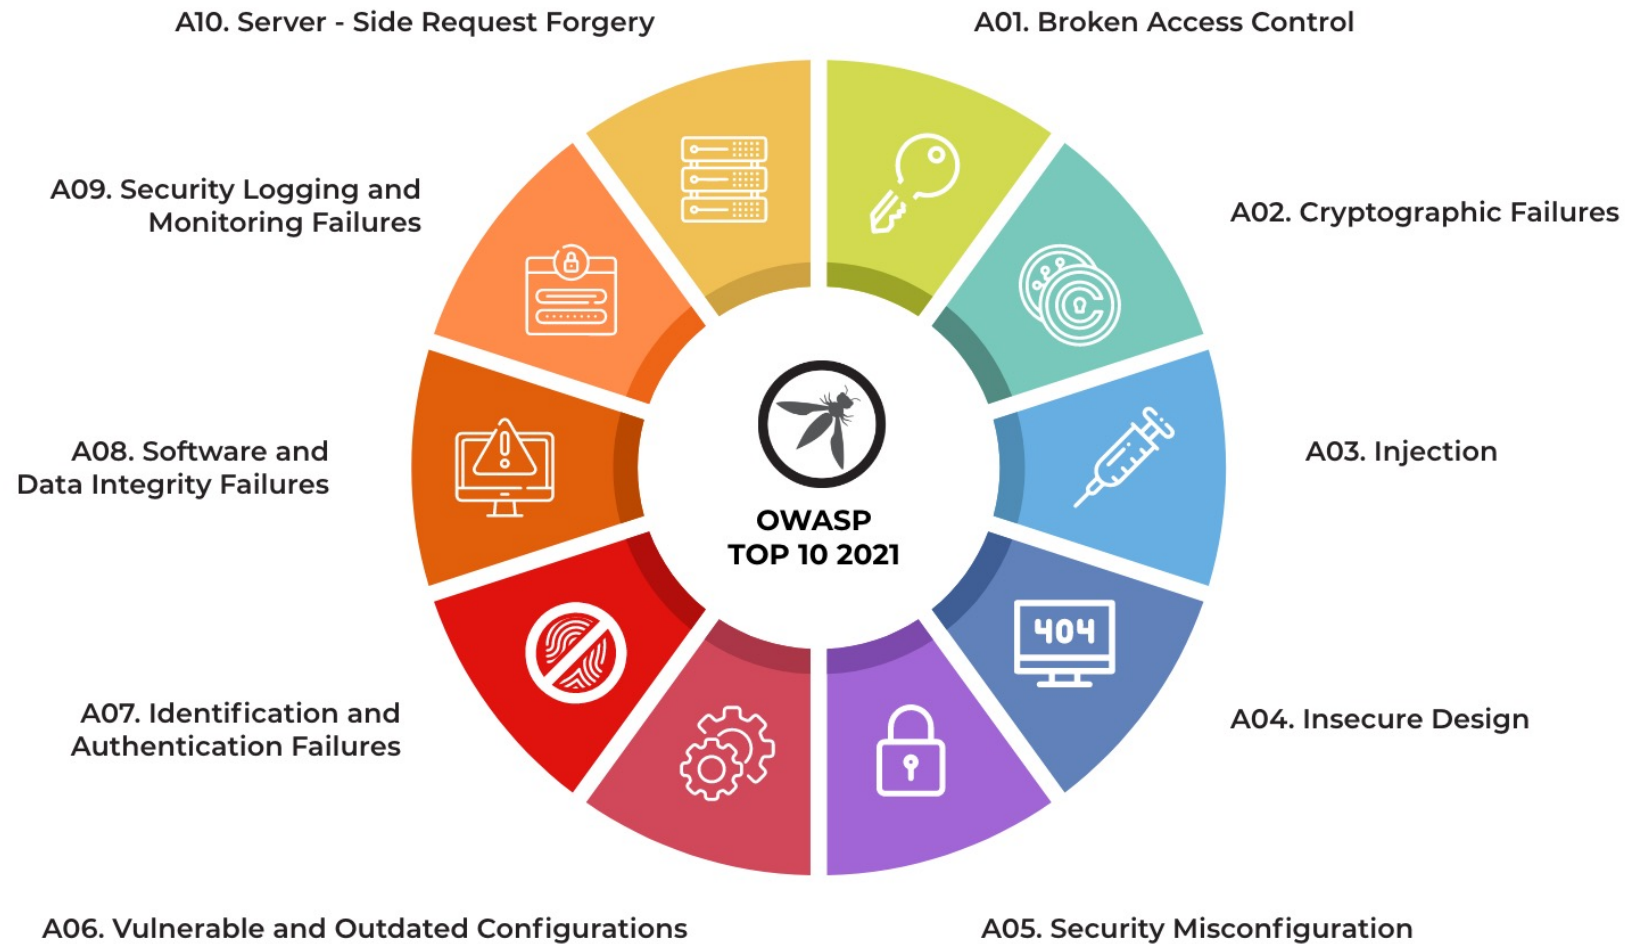 A10. Server - Side Request Forgery
A01. Broken Access Control
A09. Security Logging and
Monitoring Failures
A02. Cryptographic Failures
A08. Software and
Data Integrity Failures
A03. Injection
OWASP
TOP 10 2021
404
A07. Identification and
Authentication Failures
A04. Insecure Design
A06. Vulnerable and Outdated Configurations
A05. Security Misconfiguration